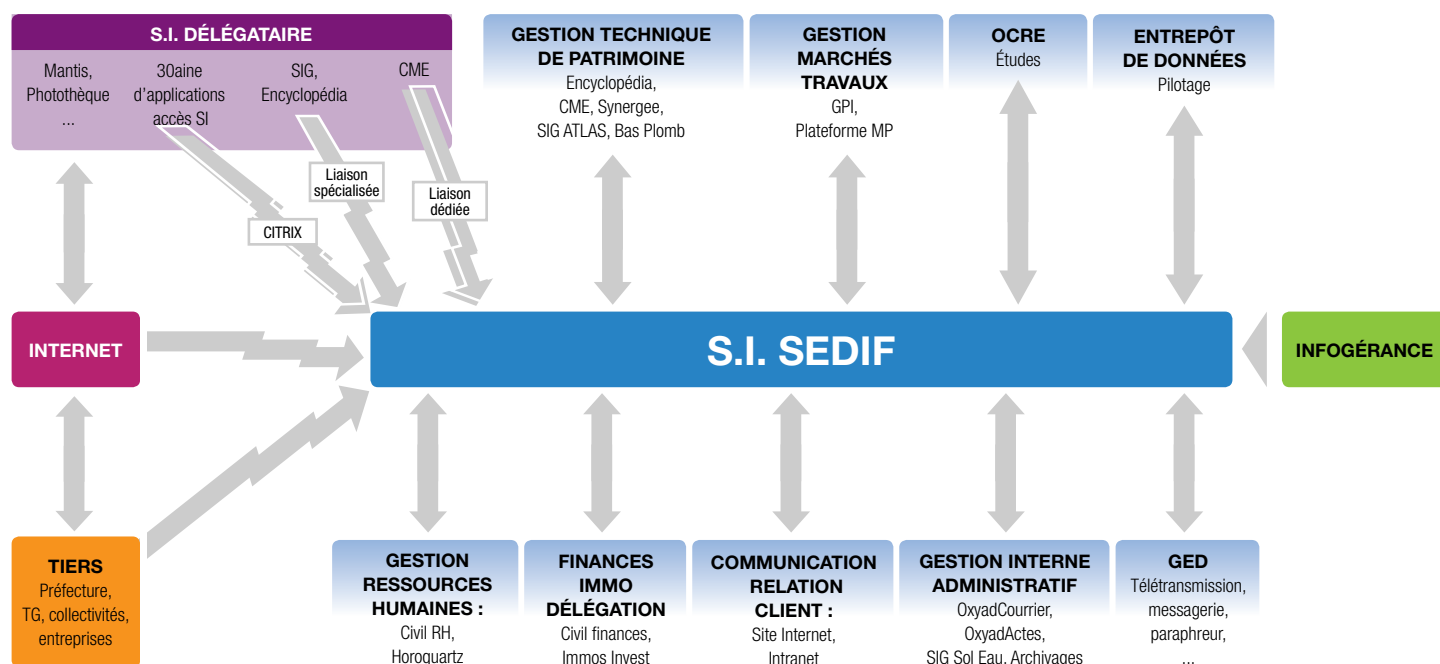 S.I. DÉLÉGATAIRE
Mantis,
Photothèque
...
30aine
d'applications
accès SI
SIG,
Encyclopédia
CME
GESTION TECHNIQUE
DE PATRIMOINE
Encyclopédia,
CME, Synergee,
SIG ATLAS, Bas Plomb
GESTION
MARCHÉS
TRAVAUX
GPI,
Plateforme MP
OCRE
Études
ENTREPÔT
DE DONNÉES
Pilotage
Liaison
spécialisée
Liaison
dédiée
CITRIX
INTERNET
S.I. SEDIF
INFOGÉRANCE
TIERS
Préfecture,
TG, collectivités,
entreprises
GESTION
RESSOURCES
HUMAINES :
Civil RH,
Horoquartz
FINANCES
IMMO
DÉLÉGATION
Civil finances,
Immos Invest
COMMUNICATION
RELATION
CLIENT :
Site Internet,
Intranet
GESTION INTERNE
ADMINISTRATIF
OxyadCourrier,
OxyadActes,
SIG Sol Eau, Archivages
GED
Télétransmission,
messagerie,
parapheur,
...